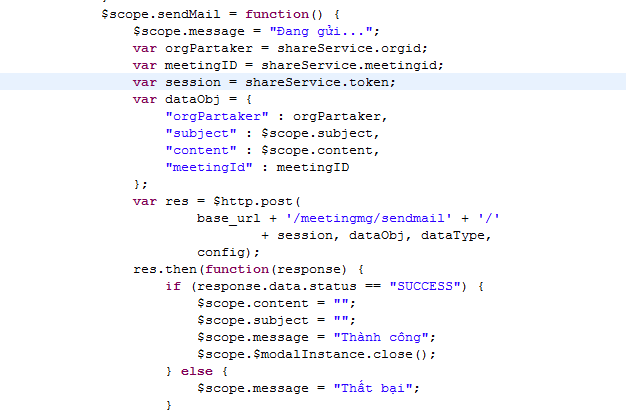 $scope.sendMail = function() {
$scope.message = "Đang gửi...";
var orgPartaker = shareService.orgid;
var meetingID = shareService.meetingid;
var session = shareService.token;
var dataObj = {
"orgPartaker" : orgPartaker,
"subject" : $scope.subject,
"content" : $scope.content,
"meetingId" : meetingID
};
var res = $http.post(
base_url + '/meetingmg/sendmail' + '/'
+ session, dataObj, dataType,
config);
res.then(function(response) {
if (response.data.status == "SUCCESS") {
$scope.content = "";
$scope.subject = "";
$scope.message = "Thành công";
$scope.$modalInstance.close();
} else {
$scope.message = "Thất bại";
}